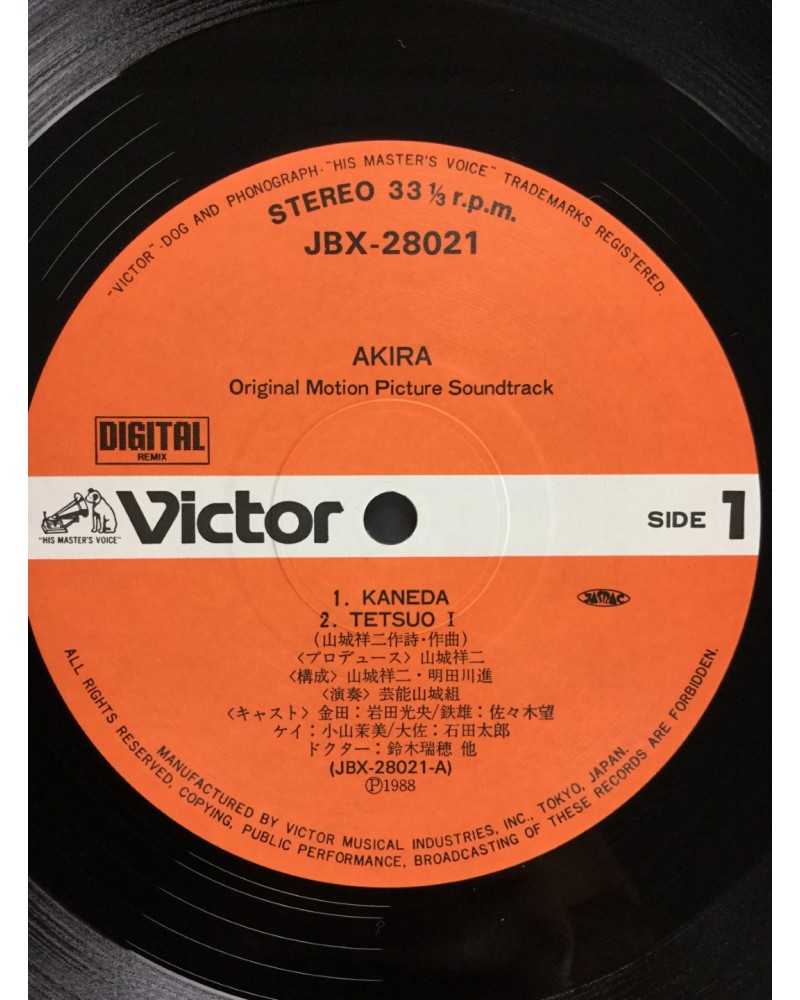 "VICTOR"-DOG AND PHONOGRAPH-"HIS MASTER'S VOICE" TRADEMARKS REGISTERED.
STEREO 33 ⅓ r.p.m.
JBX-28021
AKIRA
Original Motion Picture Soundtrack
DIGITAL
REMIX
"HIS MASTER'S VOICE"
Victor
SIDE 1
1. KANEDA
2. TETSUO I
JASRAC
(山城祥二作詩・作曲)
〈プロデュース〉山城祥二
〈構成〉山城祥二・明田川進
〈演奏〉芸能山城組
〈キャスト〉金田:岩田光央/鉄雄:佐々木望
ケイ:小山茉美/大佐:石田太郎
ドクター:鈴木瑞穂 他
(JBX-28021-A)
Ⓟ1988
ALL RIGHTS RESERVED, COPYING, PUBLIC PERFORMANCE, BROADCASTING OF THESE RECORDS ARE FORBIDDEN.
MANUFACTURED BY VICTOR MUSICAL INDUSTRIES, INC., TOKYO, JAPAN.